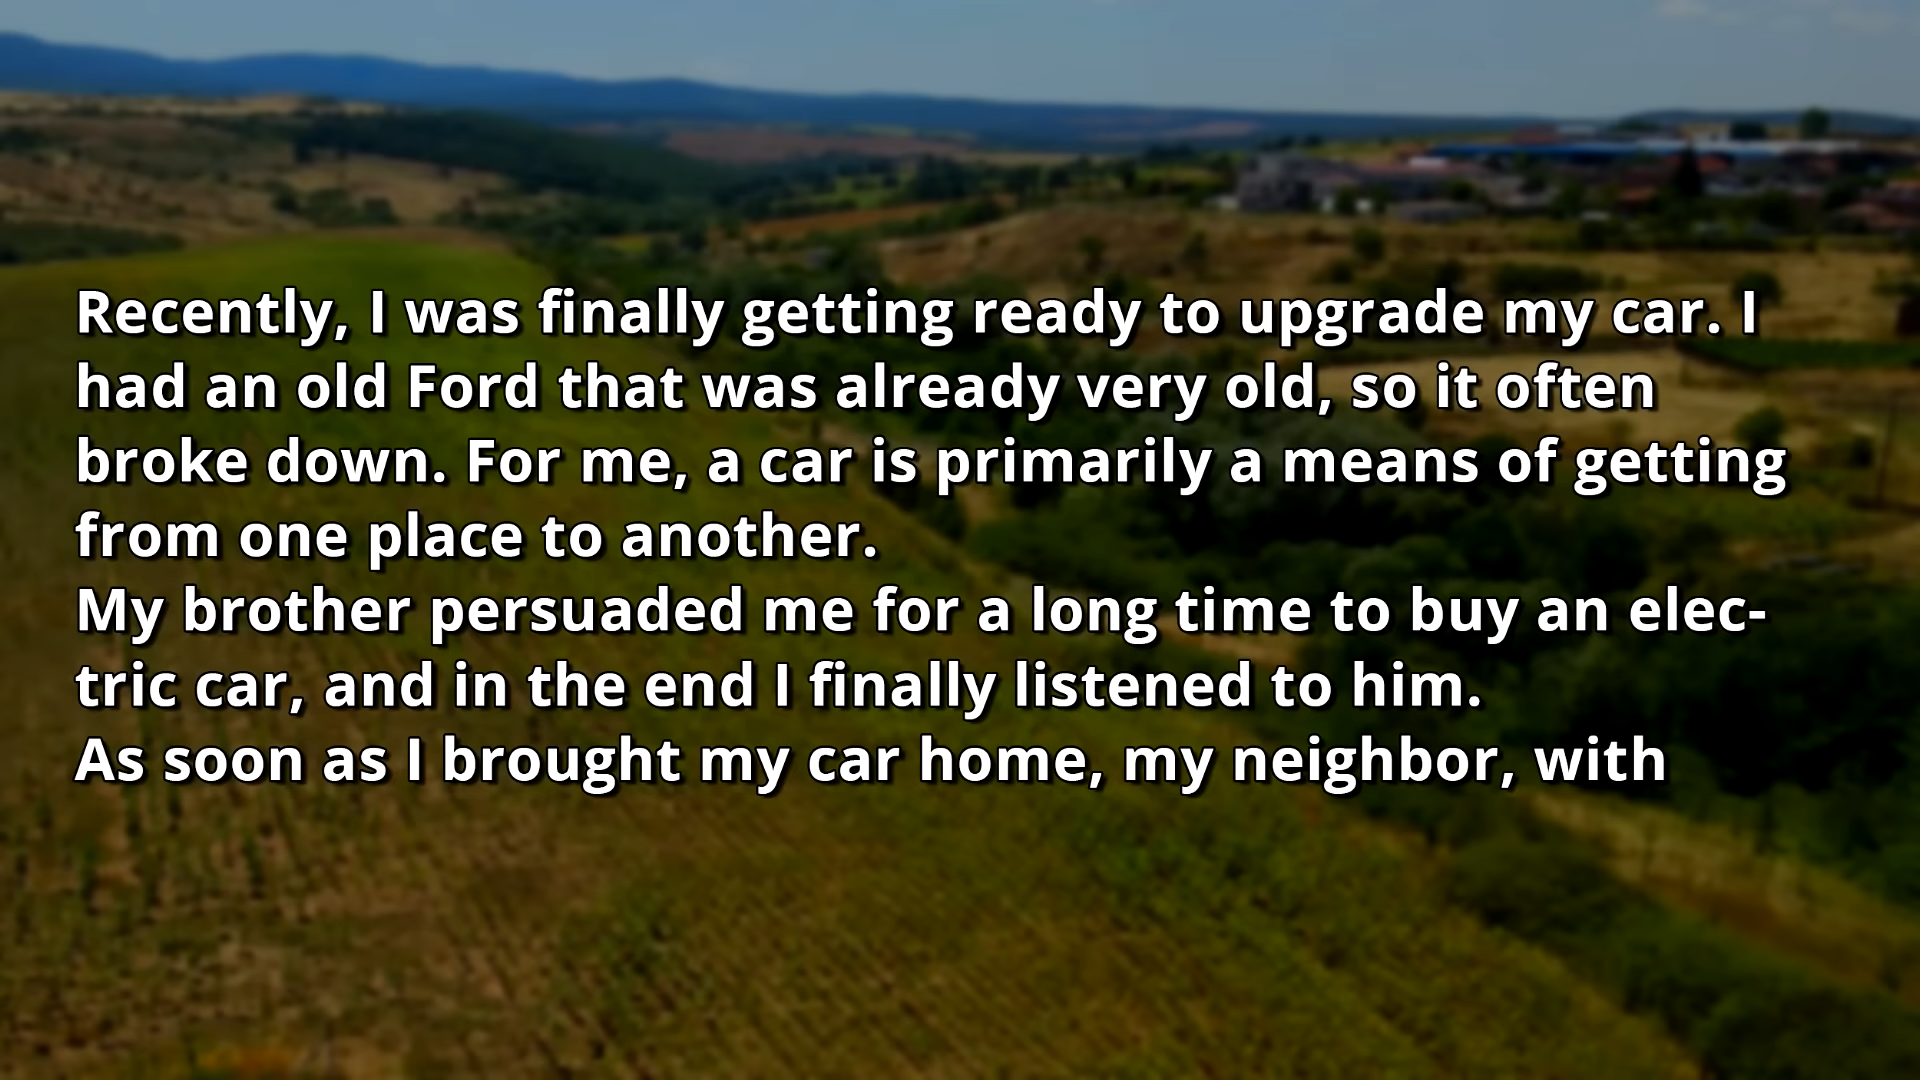 Recently, I was finally getting ready to upgrade my car. I
had an old Ford that was already very old, so it often
broke down. For me, a car is primarily a means of getting
from one place to another.
My brother persuaded me for a long time to buy an elec-
tric car, and in the end I finally listened to him.
As soon as I brought my car home, my neighbor, with